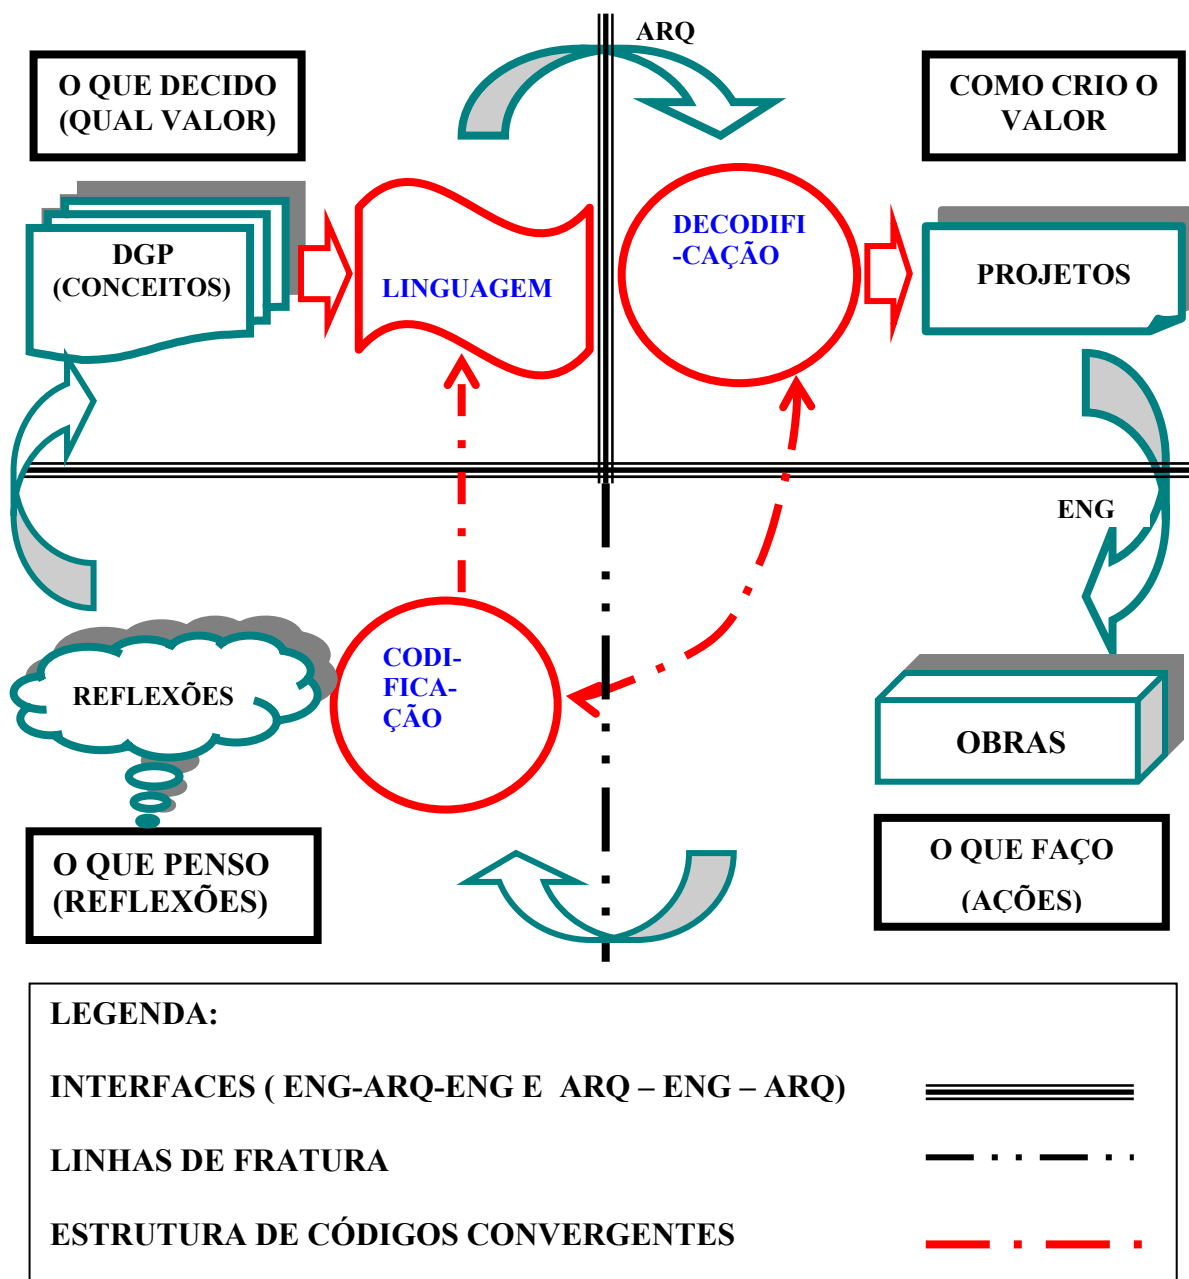 ARQ
O QUE DECIDO
(QUAL VALOR)
COMO CRIO O
VALOR
DGP
(CONCEITOS)
LINGUAGEM
DECODIFI
-CAÇÃO
PROJETOS
ENG
REFLEXÕES
CODI-
FICA-
ÇÃO
OBRAS
O QUE PENSO
(REFLEXÕES)
O QUE FAÇO
(AÇÕES)
LEGENDA:
INTERFACES ( ENG-ARQ-ENG E ARQ – ENG – ARQ)
LINHAS DE FRATURA
ESTRUTURA DE CÓDIGOS CONVERGENTES